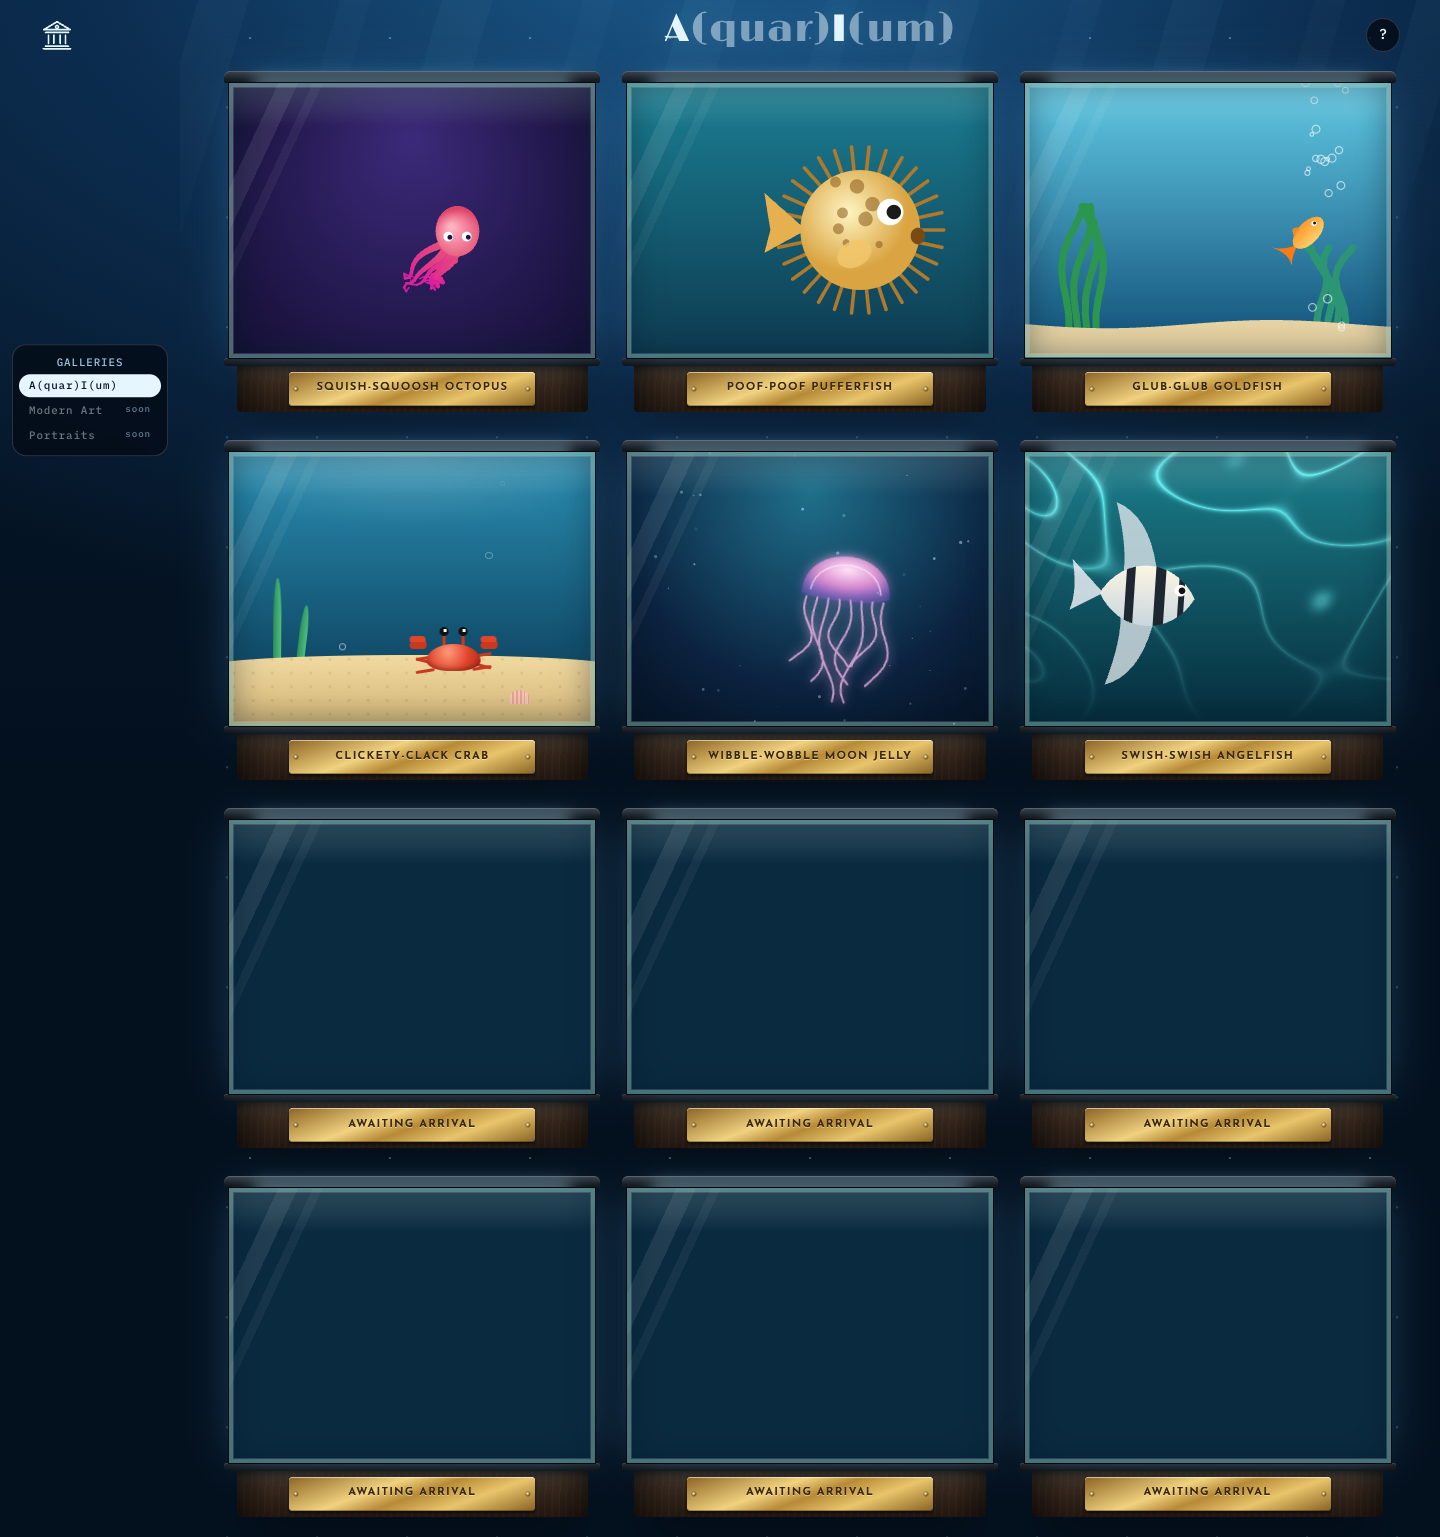 A(quar)I(um)
?
GALLERIES
A(quar)I(um)
Modern Art soon
Portraits soon
SQUISH-SQUOOSH OCTOPUS
POOF-POOF PUFFERFISH
GLUB-GLUB GOLDFISH
CLICKETY-CLACK CRAB
WIBBLE-WOBBLE MOON JELLY
SWISH-SWISH ANGELFISH
AWAITING ARRIVAL
AWAITING ARRIVAL
AWAITING ARRIVAL
AWAITING ARRIVAL
AWAITING ARRIVAL
AWAITING ARRIVAL